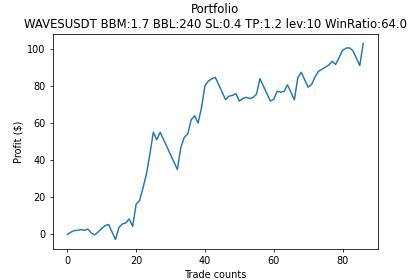 Portfolio
WAVESUSDT BBM:1.7 BBL:240 SL:0.4 TP:1.2 lev:10 WinRatio:64.0
100
80
60
40
20
0
Profit ($)
0 20 40 60 80
Trade counts